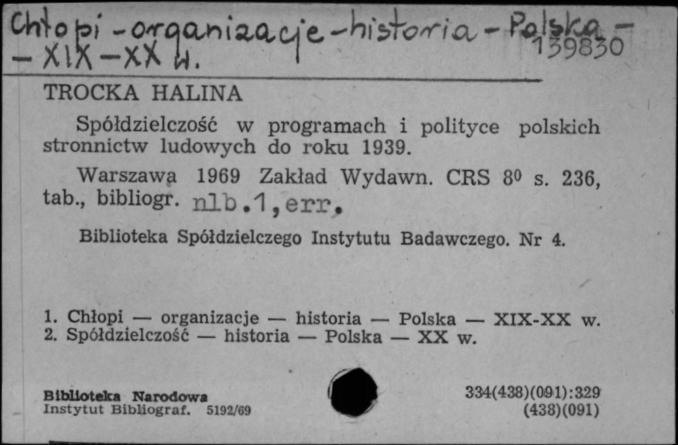 Chłopi - organizacje - historia - Polska -
139830
- XIX - XX w.
TROCKA HALINA
Spółdzielczość w programach i polityce polskich
stronnictw ludowych do roku 1939.
Warszawa 1969 Zakład Wydawn. CRS 8⁰ s. 236,
tab., bibliogr. nlb.1,err.
Biblioteka Spółdzielczego Instytutu Badawczego. Nr 4.
1. Chłopi — organizacje — historia — Polska — XIX-XX w.
2. Spółdzielczość — historia — Polska — XX w.
Biblioteka Narodowa 334(438)(091):329
Instytut Bibliograf. 5192/69 (438)(091)